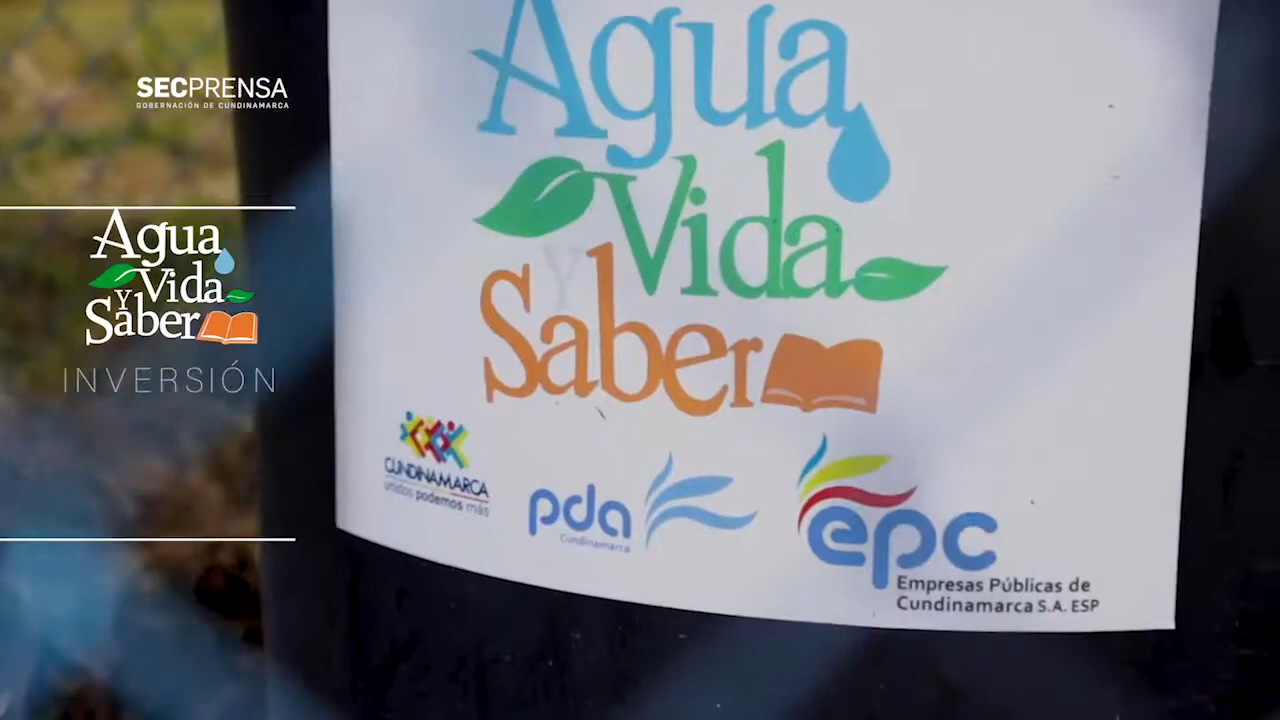 SECPRENSA
GOBERNACIÓN DE CUNDINAMARCA
Agua
Vida
Y
Saber
INVERSIÓN
Agua
Vida
Y
Saber
CUNDINAMARCA
unidos podemos más
pda
Cundinamarca
epc
Empresas Públicas de
Cundinamarca S.A. ESP